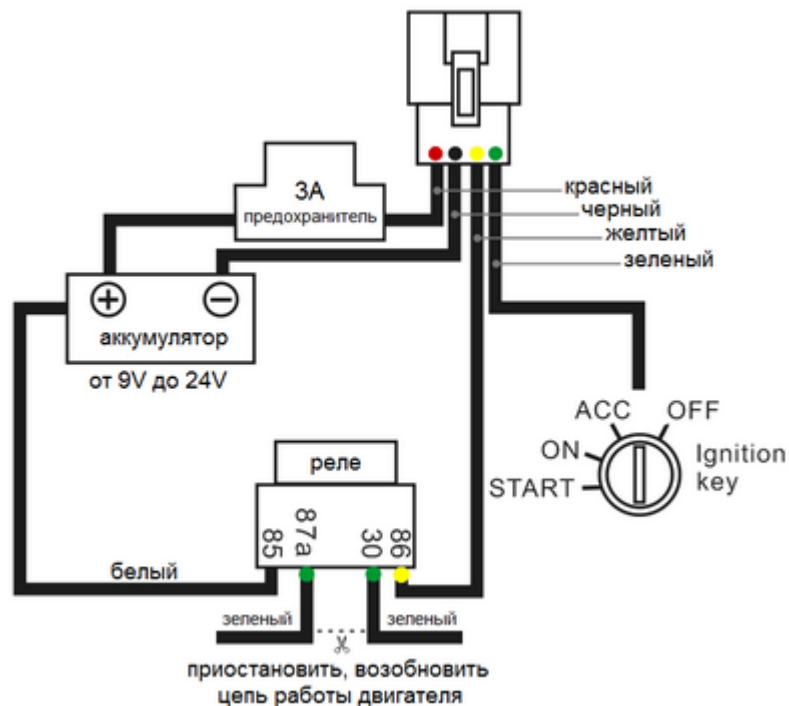 3А
предохранитель
красный
черный
желтый
зеленый
+
−
аккумулятор
от 9V до 24V
ACC
OFF
ON
START
Ignition
key
реле
85
87a
30
86
белый
зеленый
зеленый
приостановить, возобновить
цепь работы двигателя